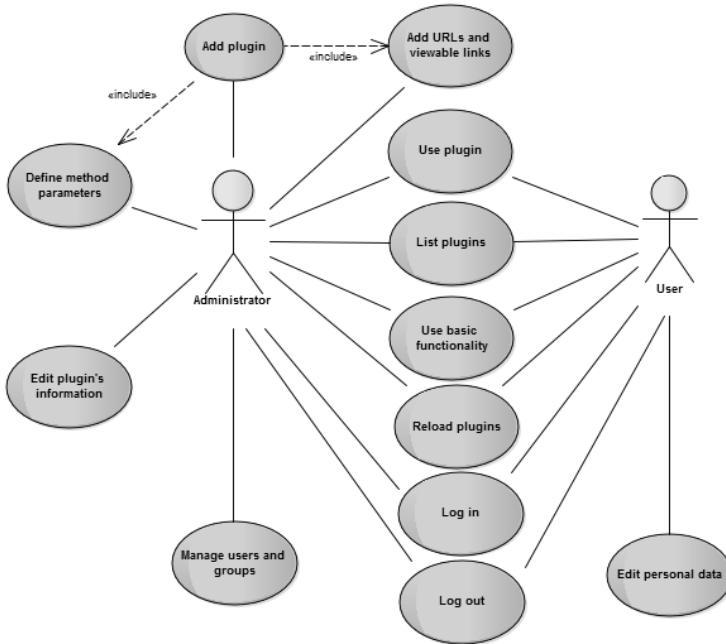 Add plugin
«include»
Add URLs and
viewable links
«include»
Define method
parameters
Use plugin
List plugins
Administrator
User
Use basic
functionality
Edit plugin's
information
Reload plugins
Log in
Manage users and
groups
Log out
Edit personal data